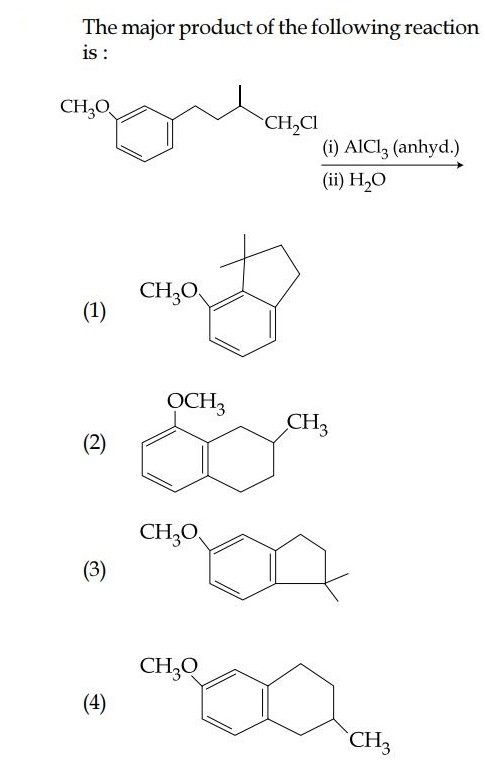 The major product of the following reaction
is :
CH₃O
CH₂Cl
(i) AlCl₃ (anhyd.)
(ii) H₂O
(1)
CH₃O
(2)
OCH₃
CH₃
(3)
CH₃O
(4)
CH₃O
CH₃